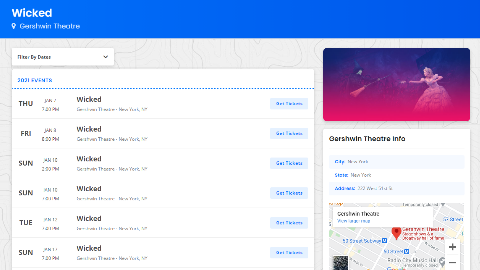 Wicked
Gershwin Theatre
Filter By Dates
2021 EVENTS
THU
JAN 7
7:00 PM
Wicked
Gershwin Theatre - New York, NY
Get Tickets
FRI
JAN 8
8:00 PM
Wicked
Gershwin Theatre - New York, NY
Get Tickets
SUN
JAN 10
2:00 PM
Wicked
Gershwin Theatre - New York, NY
Get Tickets
SUN
JAN 10
7:00 PM
Wicked
Gershwin Theatre - New York, NY
Get Tickets
TUE
JAN 12
7:00 PM
Wicked
Gershwin Theatre - New York, NY
Get Tickets
SUN
7:00 PM
Wicked
Gershwin Theatre - New York, NY
Get Tickets
Gershwin Theatre Info
City: New York
State: New York
Address: 222 West 51st St
Gershwin Theatre
View larger map
Gershwin Theatre
50 Street Subway
50 Street
Radio City Music Hall